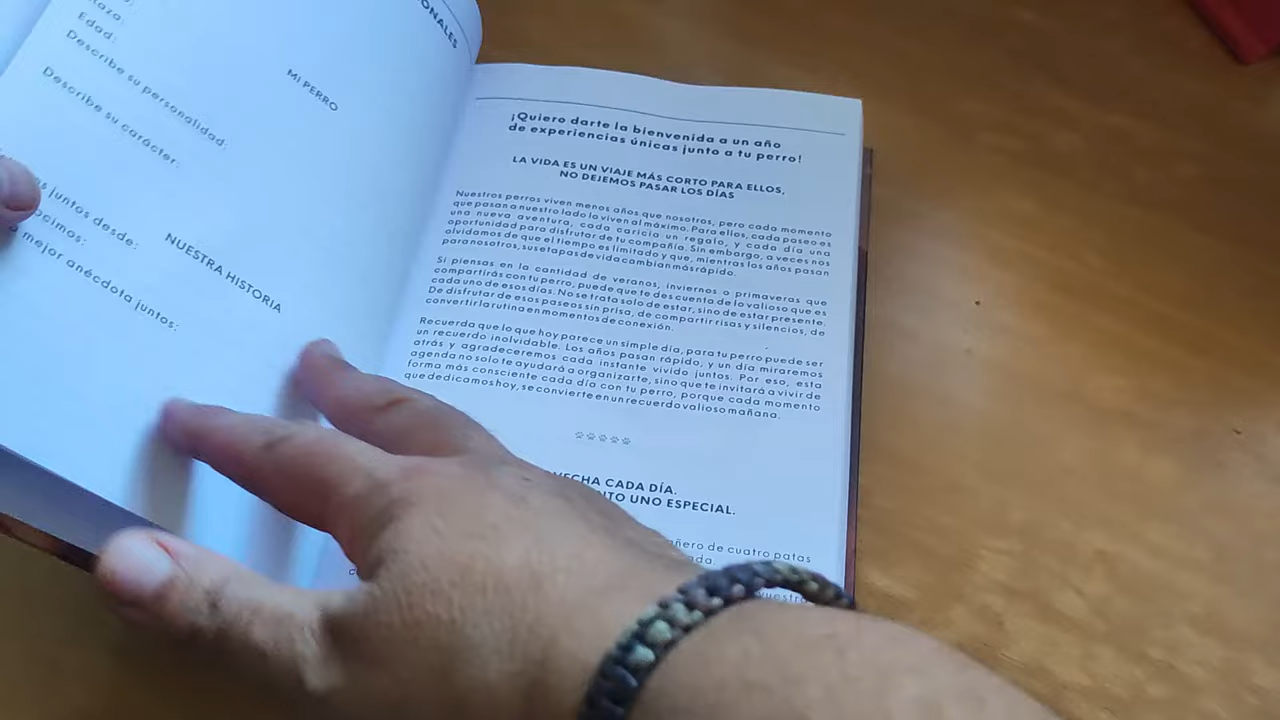 ONALES
MI PERRO
Edad:
Describe su personalidad:
Describe su carácter:
NUESTRA HISTORIA
s juntos desde:
ocimos:
mejor anécdota juntos:
¡Quiero darte la bienvenida a un año
de experiencias únicas junto a tu perro!
LA VIDA ES UN VIAJE MÁS CORTO PARA ELLOS,
NO DEJEMOS PASAR LOS DÍAS
Nuestros perros viven menos años que nosotros, pero cada momento
que pasan a nuestro lado lo viven al máximo. Para ellos, cada paseo es
una nueva aventura, cada caricia un regalo, y cada día una
oportunidad para disfrutar de tu compañía. Sin embargo, a veces nos
olvidamos de que el tiempo es limitado y que, mientras los años pasan
para nosotros, sus etapas de vida cambian más rápido.
Si piensas en la cantidad de veranos, inviernos o primaveras que
compartirás con tu perro, puede que te des cuenta de lo valioso que es
cada uno de esos días. No se trata solo de estar, sino de estar presente.
De disfrutar de esos paseos sin prisa, de compartir risas y silencios, de
convertir la rutina en momentos de conexión.
Recuerda que lo que hoy parece un simple día, para tu perro puede ser
un recuerdo inolvidable. Los años pasan rápido, y un día miraremos
atrás y agradeceremos cada instante vivido juntos. Por eso, esta
agenda no solo te ayudará a organizarte, sino que te invitará a vivir de
forma más consciente cada día con tu perro, porque cada momento
que dedicamos hoy, se convierte en un recuerdo valioso mañana.
VECHA CADA DÍA.
NTO UNO ESPECIAL.
ñero de cuatro patas
da
vuestra